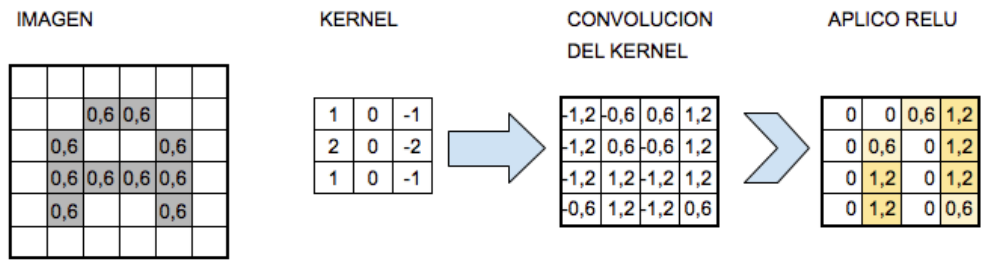 IMAGEN
KERNEL
CONVOLUCION
DEL KERNEL
APLICO RELU
0,6 0,6
0,6 0,6
0,6 0,6 0,6 0,6
0,6 0,6
1 0 -1
2 0 -2
1 0 -1
-1,2 -0,6 0,6 1,2
-1,2 0,6 -0,6 1,2
-1,2 1,2 -1,2 1,2
-0,6 1,2 -1,2 0,6
0 0 0,6 1,2
0 0,6 0 1,2
0 1,2 0 1,2
0 1,2 0 0,6